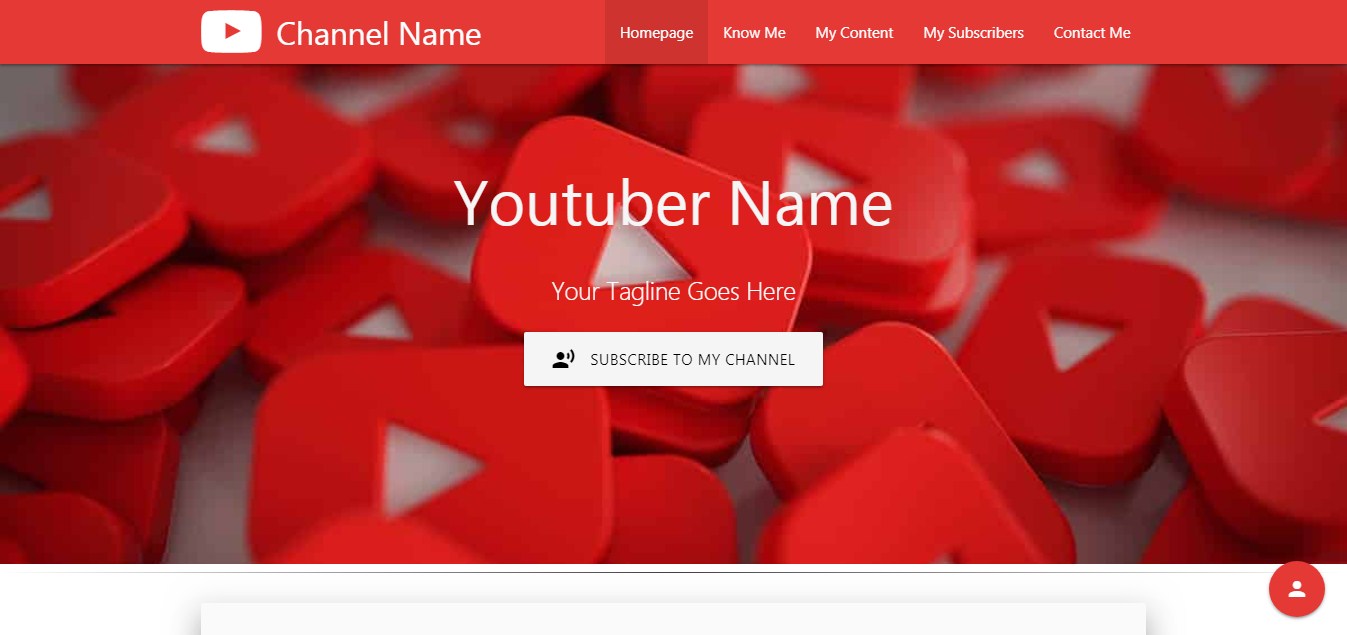 Channel Name
Homepage
Know Me
My Content
My Subscribers
Contact Me
Youtuber Name
Your Tagline Goes Here
SUBSCRIBE TO MY CHANNEL